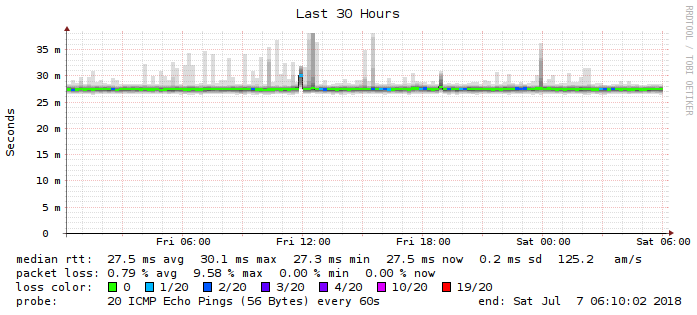 Last 30 Hours
RRDTOOL / TOBI OETIKER
Seconds
35 m
30 m
25 m
20 m
15 m
10 m
5 m
0
Fri 06:00 Fri 12:00 Fri 18:00 Sat 00:00 Sat 06:00
median rtt: 27.5 ms avg 30.1 ms max 27.3 ms min 27.5 ms now 0.2 ms sd 125.2 am/s
packet loss: 0.79 % avg 9.58 % max 0.00 % min 0.00 % now
loss color: 0 1/20 2/20 3/20 4/20 10/20 19/20
probe: 20 ICMP Echo Pings (56 Bytes) every 60s end: Sat Jul 7 06:10:02 2018